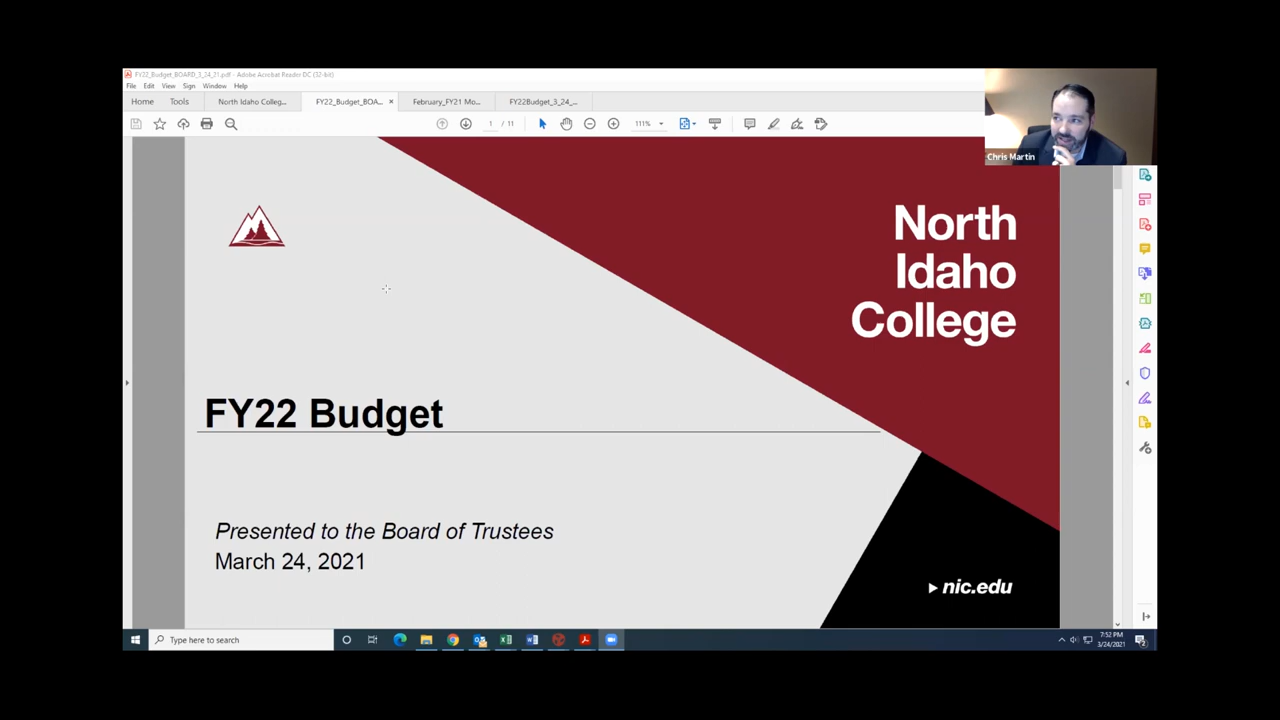 FY22_Budget_BOARD_3_24_21.pdf - Adobe Acrobat Reader DC (32-bit)
File Edit View Sign Window Help
Home Tools North Idaho Colleg... FY22_Budget_BOA... × February_FY21 Mo... FY22Budget_3_24_...
1 / 11 111%
Chris Martin
North
Idaho
College
FY22 Budget
Presented to the Board of Trustees
March 24, 2021
nic.edu
Type here to search
7:52 PM
3/24/2021